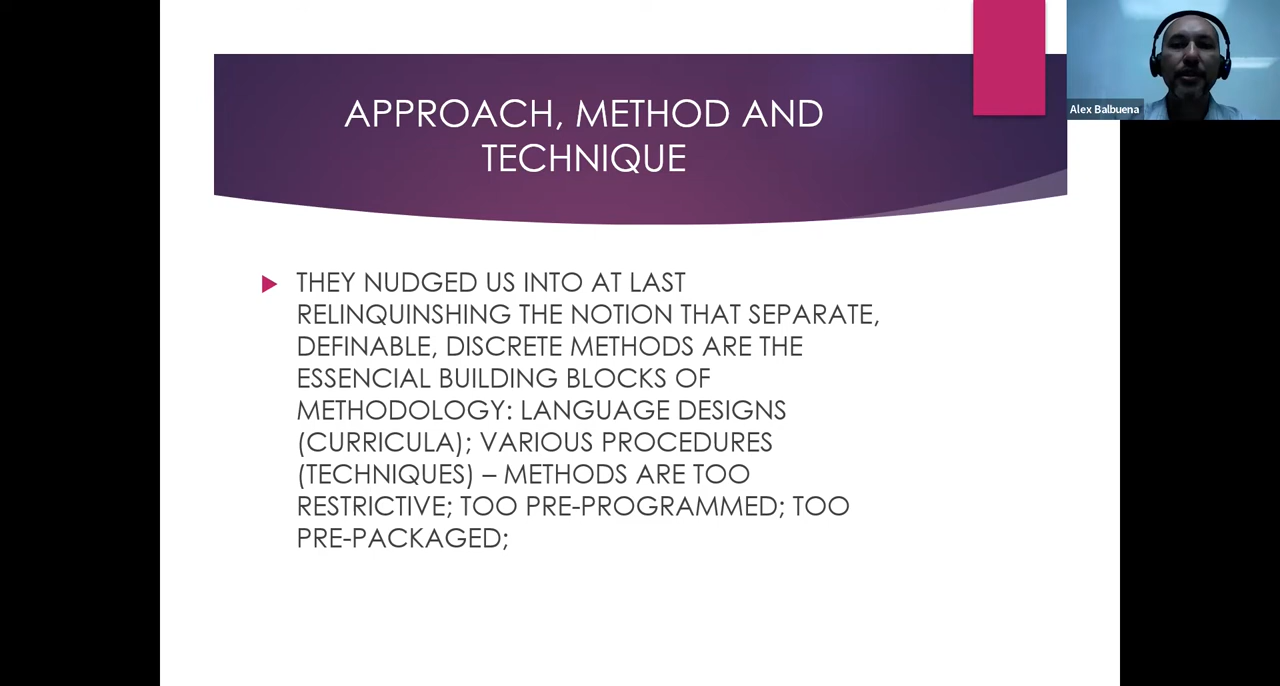 APPROACH, METHOD AND
TECHNIQUE
Alex Balbuena
THEY NUDGED US INTO AT LAST
RELINQUINSHING THE NOTION THAT SEPARATE,
DEFINABLE, DISCRETE METHODS ARE THE
ESSENCIAL BUILDING BLOCKS OF
METHODOLOGY: LANGUAGE DESIGNS
(CURRICULA); VARIOUS PROCEDURES
(TECHNIQUES) – METHODS ARE TOO
RESTRICTIVE; TOO PRE-PROGRAMMED; TOO
PRE-PACKAGED;